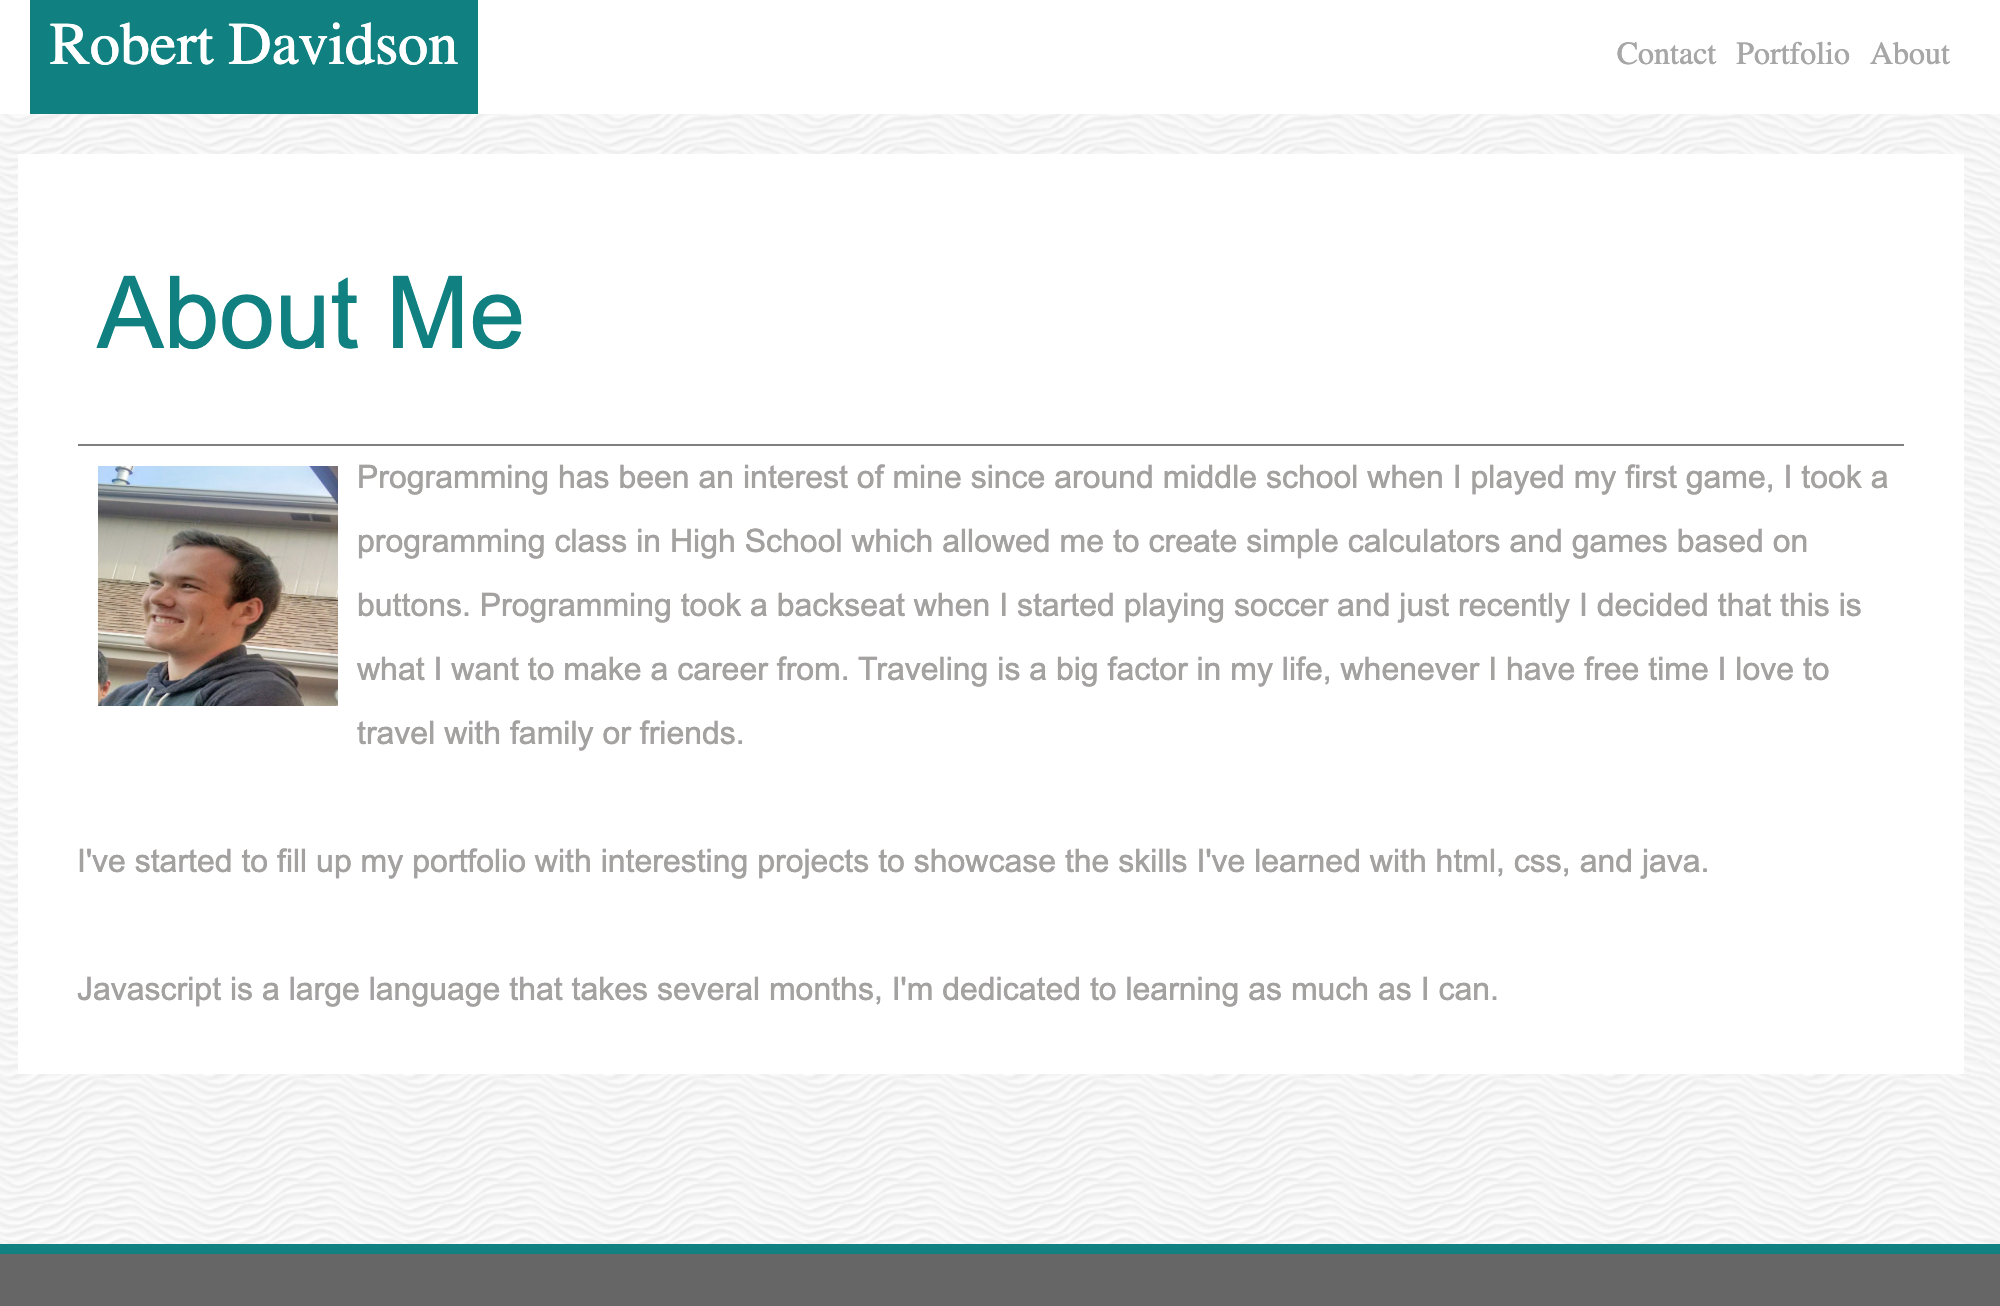 Robert Davidson
Contact Portfolio About
About Me
Programming has been an interest of mine since around middle school when I played my first game, I took a
programming class in High School which allowed me to create simple calculators and games based on
buttons. Programming took a backseat when I started playing soccer and just recently I decided that this is
what I want to make a career from. Traveling is a big factor in my life, whenever I have free time I love to
travel with family or friends.
I've started to fill up my portfolio with interesting projects to showcase the skills I've learned with html, css, and java.
Javascript is a large language that takes several months, I'm dedicated to learning as much as I can.